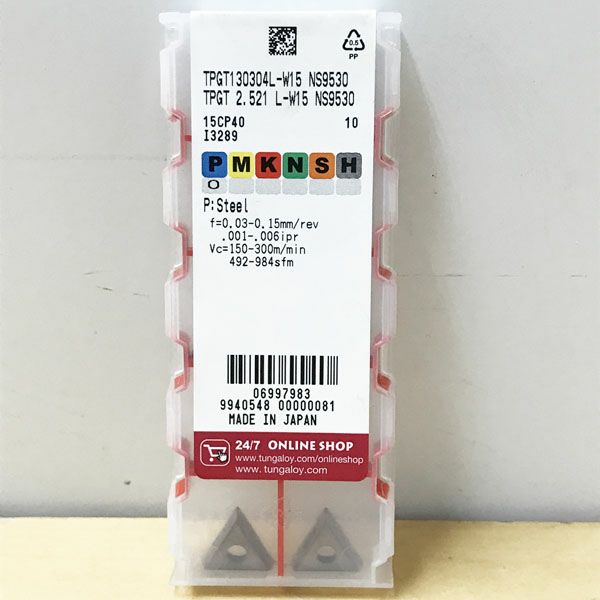 0.5
PP
TPGT130304L-W15 NS9530
TPGT 2.521 L-W15 NS9530
15CP40 10
I3289
P M K N S H
O
P:Steel
f=0.03-0.15mm/rev
.001-.006ipr
Vc=150-300m/min
492-984sfm
06997983
9940548 00000081
MADE IN JAPAN
24/7 ONLINE SHOP
www.tungaloy.com/onlineshop
www.tungaloy.com